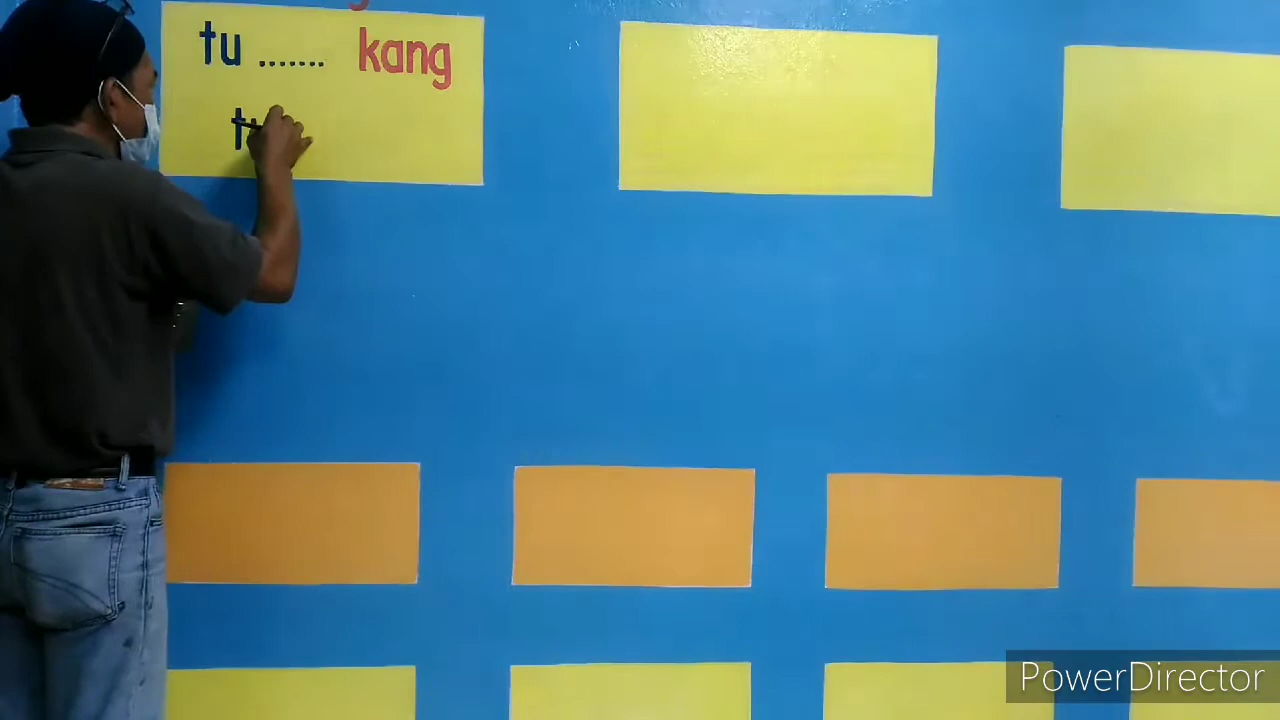 tu ....... kang
PowerDirector